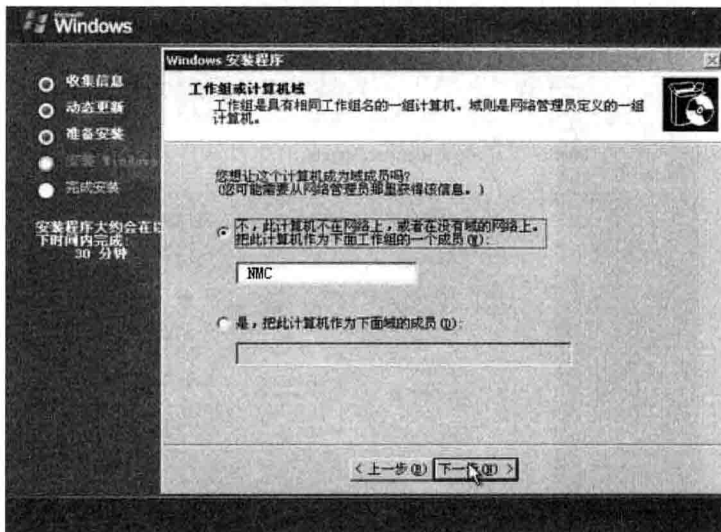 Microsoft
Windows
收集信息
动态更新
准备安装
安装 Windows
完成安装
安装程序大约会在以
下时间内完成:
30 分钟
Windows 安装程序
工作组或计算机域
工作组是具有相同工作组名的一组计算机。域则是网络管理员定义的一组
计算机。
您想让这个计算机成为域成员吗?
(您可能需要从网络管理员那里获得该信息。)
不，此计算机不在网络上，或者在没有域的网络上。
把此计算机作为下面工作组的一个成员(W):
NMC
是，把此计算机作为下面域的成员(D):
< 上一步(B)
下一步(N) >